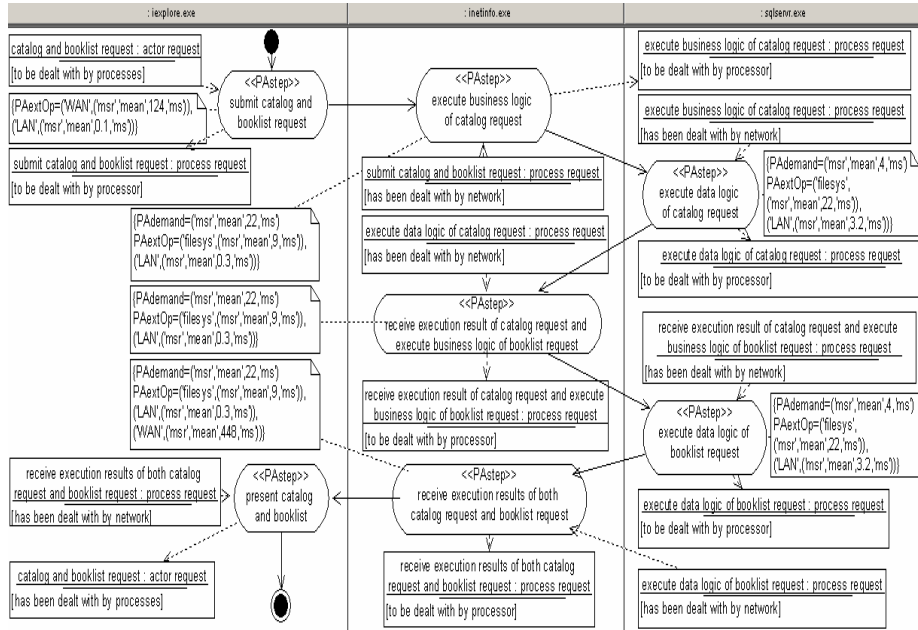 : iexplore.exe
: inetinfo.exe
: sqlservr.exe
catalog and booklist request : actor request
[to be dealt with by processes]
{PAextOp=('WAN',('msr','mean',124,'ms')),
('LAN',('msr','mean',0.1,'ms'))}
submit catalog and booklist request : process request
[to be dealt with by processor]
<<PAstep>>
submit catalog and
booklist request
<<PAstep>>
execute business logic
of catalog request
execute business logic of catalog request : process request
[to be dealt with by processor]
execute business logic of catalog request : process request
[has been dealt with by network]
submit catalog and booklist request : process request
[has been dealt with by network]
<<PAstep>>
execute data logic
of catalog request
{PAdemand=('msr','mean',4,'ms')
PAextOp=('filesys',
('msr','mean',22,'ms')),
('LAN',('msr','mean',3.2,'ms'))}
{PAdemand=('msr','mean',22,'ms')
PAextOp=('filesys',('msr','mean',9,'ms')),
('LAN',('msr','mean',0.3,'ms'))}
execute data logic of catalog request : process request
[has been dealt with by network]
execute data logic of catalog request : process request
[to be dealt with by processor]
{PAdemand=('msr','mean',22,'ms')
PAextOp=('filesys',('msr','mean',9,'ms')),
('LAN',('msr','mean',0.3,'ms'))}
<<PAstep>>
receive execution result of catalog request and
execute business logic of booklist request
receive execution result of catalog request and execute
business logic of booklist request : process request
[has been dealt with by network]
{PAdemand=('msr','mean',22,'ms')
PAextOp=('filesys',('msr','mean',9,'ms')),
('LAN',('msr','mean',0.3,'ms')),
('WAN',('msr','mean',448,'ms'))}
receive execution result of catalog request and execute
business logic of booklist request : process request
[to be dealt with by processor]
<<PAstep>>
execute data logic of
booklist request
{PAdemand=('msr','mean',4,'ms')
PAextOp=('filesys',
('msr','mean',22,'ms')),
('LAN',('msr','mean',3.2,'ms'))}
receive execution results of both catalog
request and booklist request : process request
[has been dealt with by network]
<<PAstep>>
present catalog
and booklist
<<PAstep>>
receive execution results of both
catalog request and booklist request
execute data logic of booklist request : process request
[to be dealt with by processor]
catalog and booklist request : actor request
[has been dealt with by processes]
receive execution results of both catalog
request and booklist request : process request
[to be dealt with by processor]
execute data logic of booklist request : process request
[has been dealt with by network]